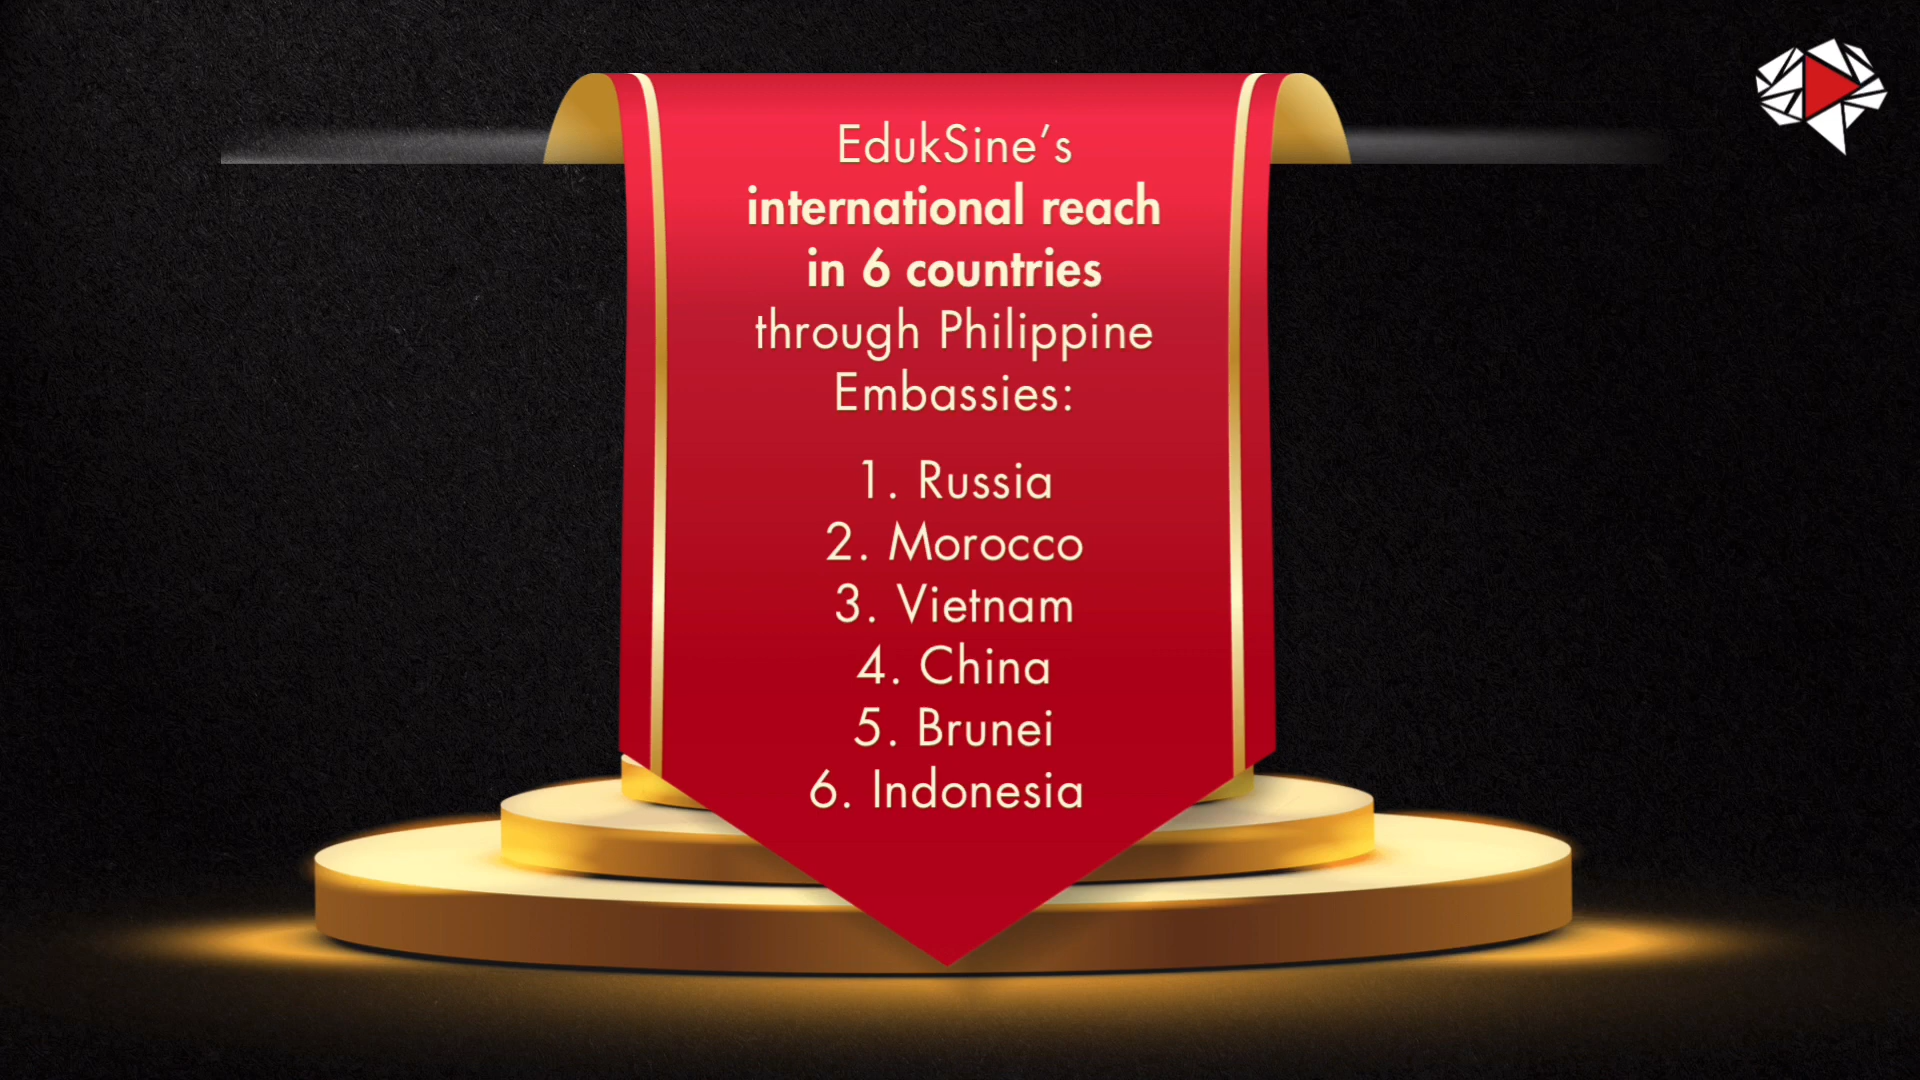 EdukSine’s
international reach
in 6 countries
through Philippine
Embassies:
1. Russia
2. Morocco
3. Vietnam
4. China
5. Brunei
6. Indonesia